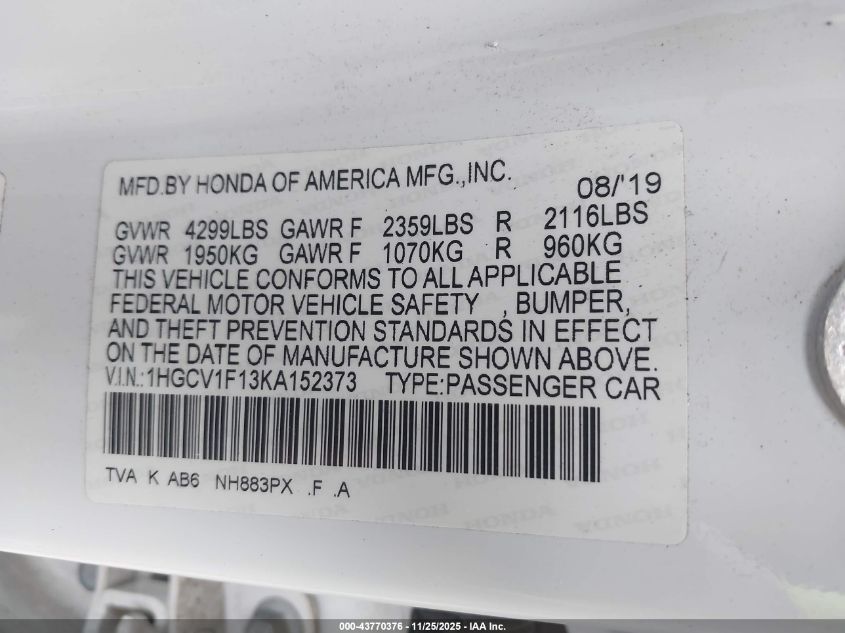 MFD.BY HONDA OF AMERICA MFG.,INC. 08/'19
GVWR 4299LBS GAWR F 2359LBS R 2116LBS
GVWR 1950KG GAWR F 1070KG R 960KG
THIS VEHICLE CONFORMS TO ALL APPLICABLE
FEDERAL MOTOR VEHICLE SAFETY , BUMPER,
AND THEFT PREVENTION STANDARDS IN EFFECT
ON THE DATE OF MANUFACTURE SHOWN ABOVE.
V.I.N.:1HGCV1F13KA152373 TYPE:PASSENGER CAR
TVA K AB6 NH883PX .F .A
000-43770376 - 11/25/2025 - IAA Inc.